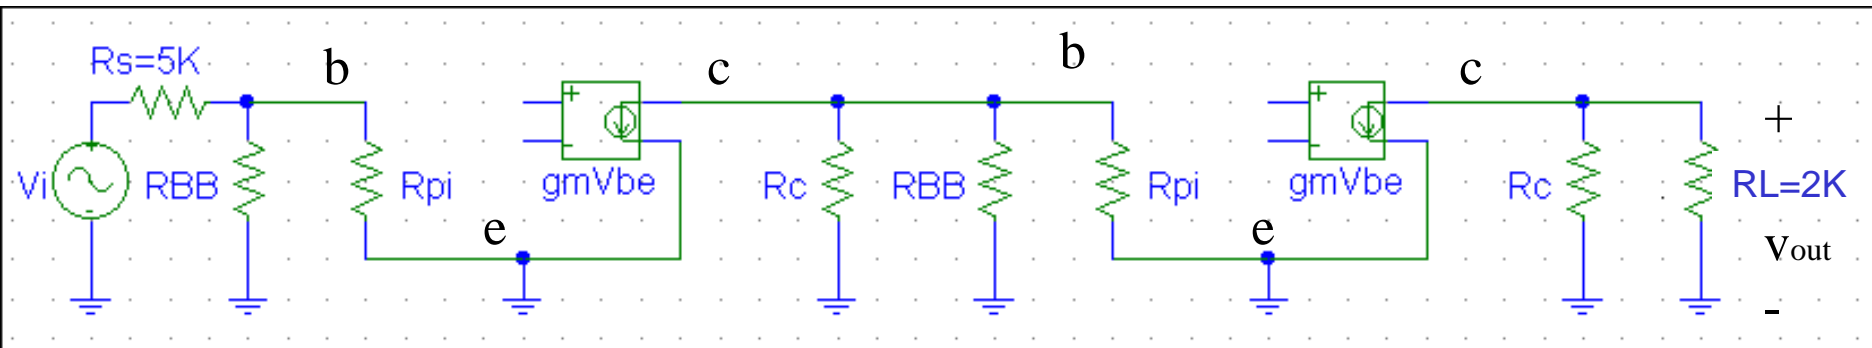 Rs=5K
b
c
b
c
+
+
-
+
-
+
-
Vi
RBB
Rpi
gmVbe
Rc
RBB
Rpi
gmVbe
Rc
RL=2K
e
e
Vout
-